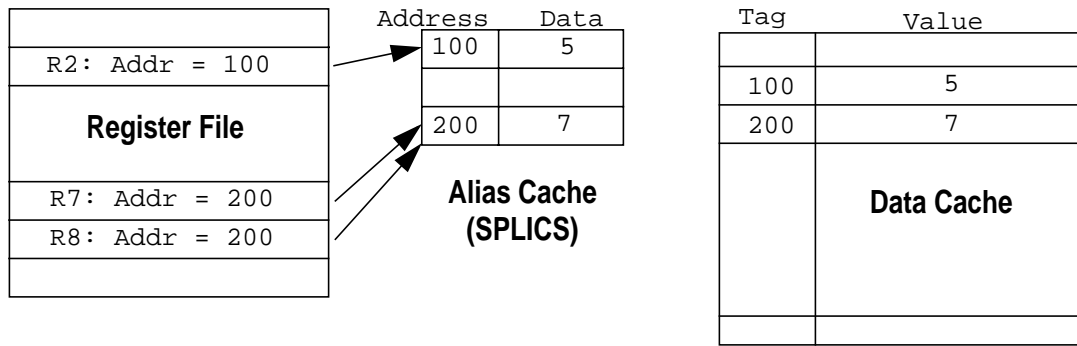 Address Data
100 5
200 7
R2: Addr = 100
Register File
R7: Addr = 200
R8: Addr = 200
Alias Cache
(SPLICS)
Tag Value
100 5
200 7
Data Cache